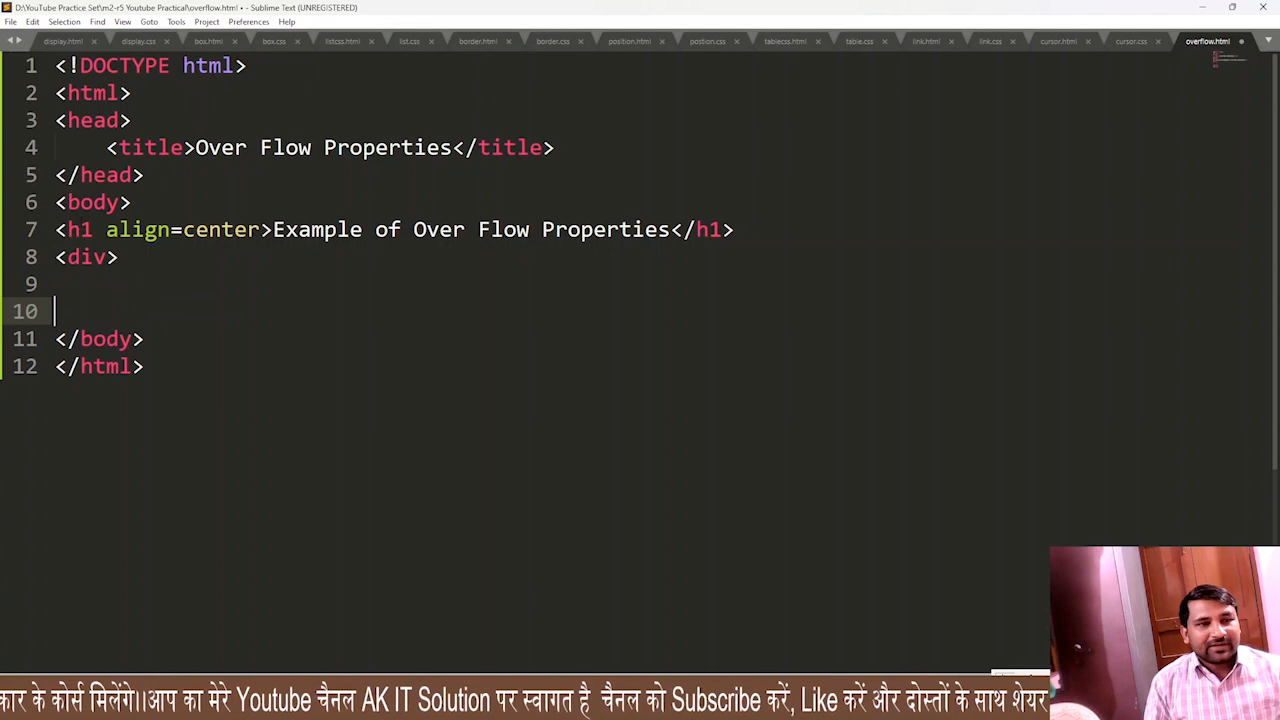 D:\YouTube Practice Set\m2-r5 Youtube Practical\overflow.html • - Sublime Text (UNREGISTERED)
File Edit Selection Find View Goto Tools Project Preferences Help
display.html display.css box.html box.css listcss.html list.css border.html border.css position.html postion.css tablecss.html table.css link.html link.css cursor.html cursor.css overflow.html
1 <!DOCTYPE html>
2 <html>
3 <head>
4 <title>Over Flow Properties</title>
5 </head>
6 <body>
7 <h1 align=center>Example of Over Flow Properties</h1>
8 <div>
9
10
11 </body>
12 </html>
कार के कोर्स मिलेंगे।।आप का मेरे Youtube चैनल AK IT Solution पर स्वागत है चैनल को Subscribe करें, Like करें और दोस्तों के साथ शेयर